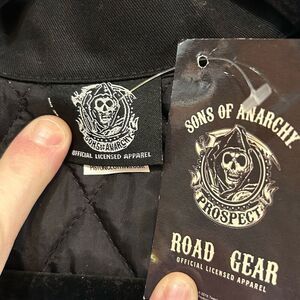 SONS OF ANARCHY
OFFICIAL LICENSED APPAREL
SONS OF ANARCHY
PROSPECT
ROAD GEAR
OFFICIAL LICENSED APPAREL